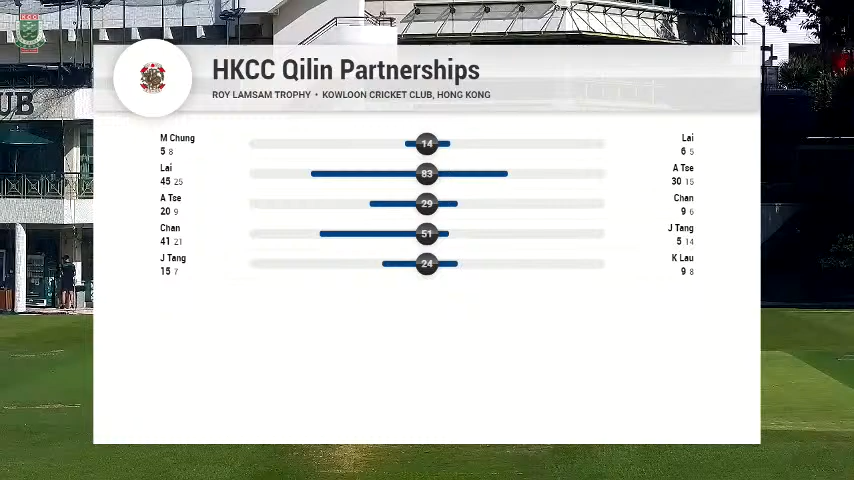 KCC
UB
HKCC Qilin Partnerships
ROY LAMSAM TROPHY • KOWLOON CRICKET CLUB, HONG KONG
M Chung 14 Lai
5 8 6 5
Lai 83 A Tse
45 25 30 15
A Tse 29 Chan
20 9 9 6
Chan 51 J Tang
41 21 5 14
J Tang 24 K Lau
15 7 9 8